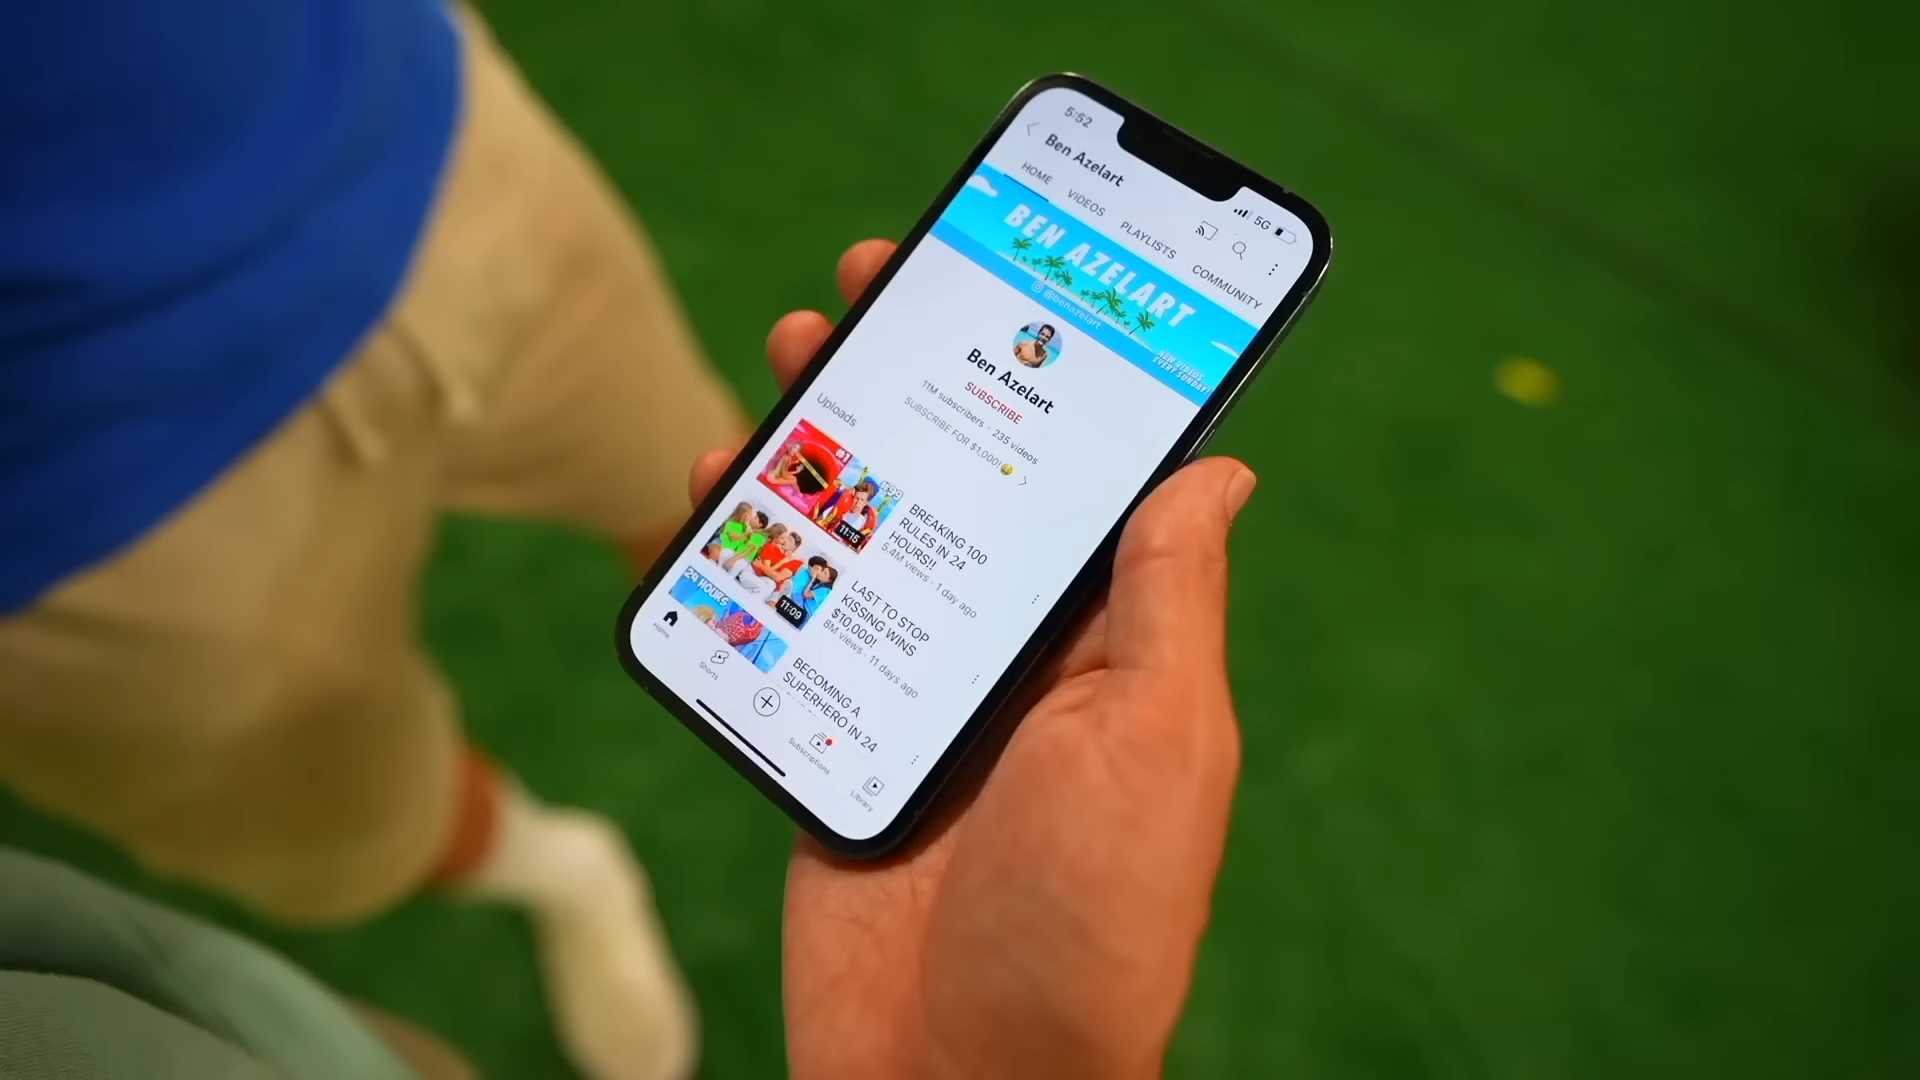 5:52
5G
Ben Azelart
HOME
VIDEOS
PLAYLISTS
COMMUNITY
BEN AZELART
@benazelart
NEW VIDEOS
EVERY SUNDAY!
Ben Azelart
SUBSCRIBE
11M subscribers · 235 videos
SUBSCRIBE FOR $1,000!🤑
Uploads
#1
#99
11:15
BREAKING 100
RULES IN 24
HOURS!!
5.4M views · 1 day ago
11:09
LAST TO STOP
KISSING WINS
$10,000!
8M views · 11 days ago
24 HOURS
BECOMING A
SUPERHERO IN 24
Home
Shorts
Subscriptions
Library